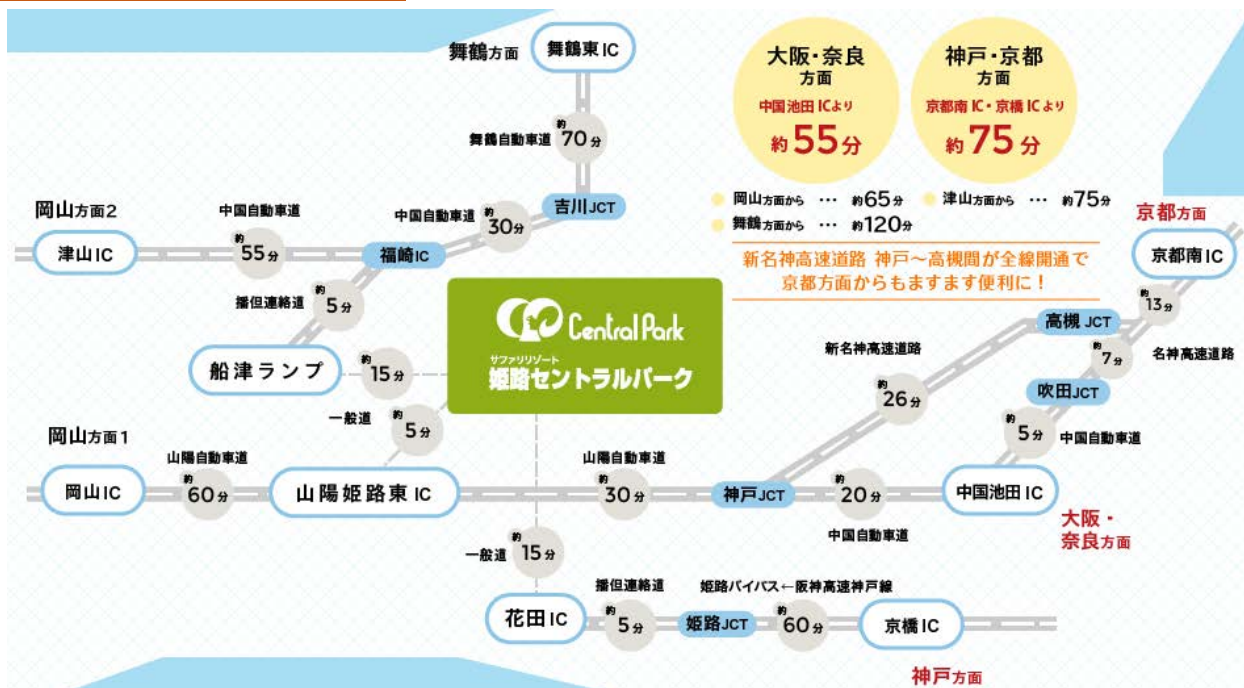 舞鶴方面
舞鶴東IC
約70分
舞鶴自動車道
大阪・奈良
方面
中国池田ICより
約55分
神戸・京都
方面
京都南IC・京橋ICより
約75分
岡山方面から … 約65分
津山方面から … 約75分
舞鶴方面から … 約120分
新名神高速道路 神戸〜高槻間が全線開通で
京都方面からもますます便利に！
岡山方面2
津山IC
中国自動車道
約55分
福崎IC
中国自動車道
約30分
吉川JCT
播但連絡道
約5分
船津ランプ
約15分
一般道
約5分
Central Park
サファリリゾート
姫路セントラルパーク
京都方面
京都南IC
約13分
高槻JCT
名神高速道路
約7分
新名神高速道路
約26分
吹田JCT
約5分
中国自動車道
岡山方面1
岡山IC
山陽自動車道
約60分
山陽姫路東IC
山陽自動車道
約30分
神戸JCT
約20分
中国自動車道
中国池田IC
大阪・
奈良方面
一般道
約15分
花田IC
播但連絡道
約5分
姫路JCT
姫路バイパス←阪神高速神戸線
約60分
京橋IC
神戸方面